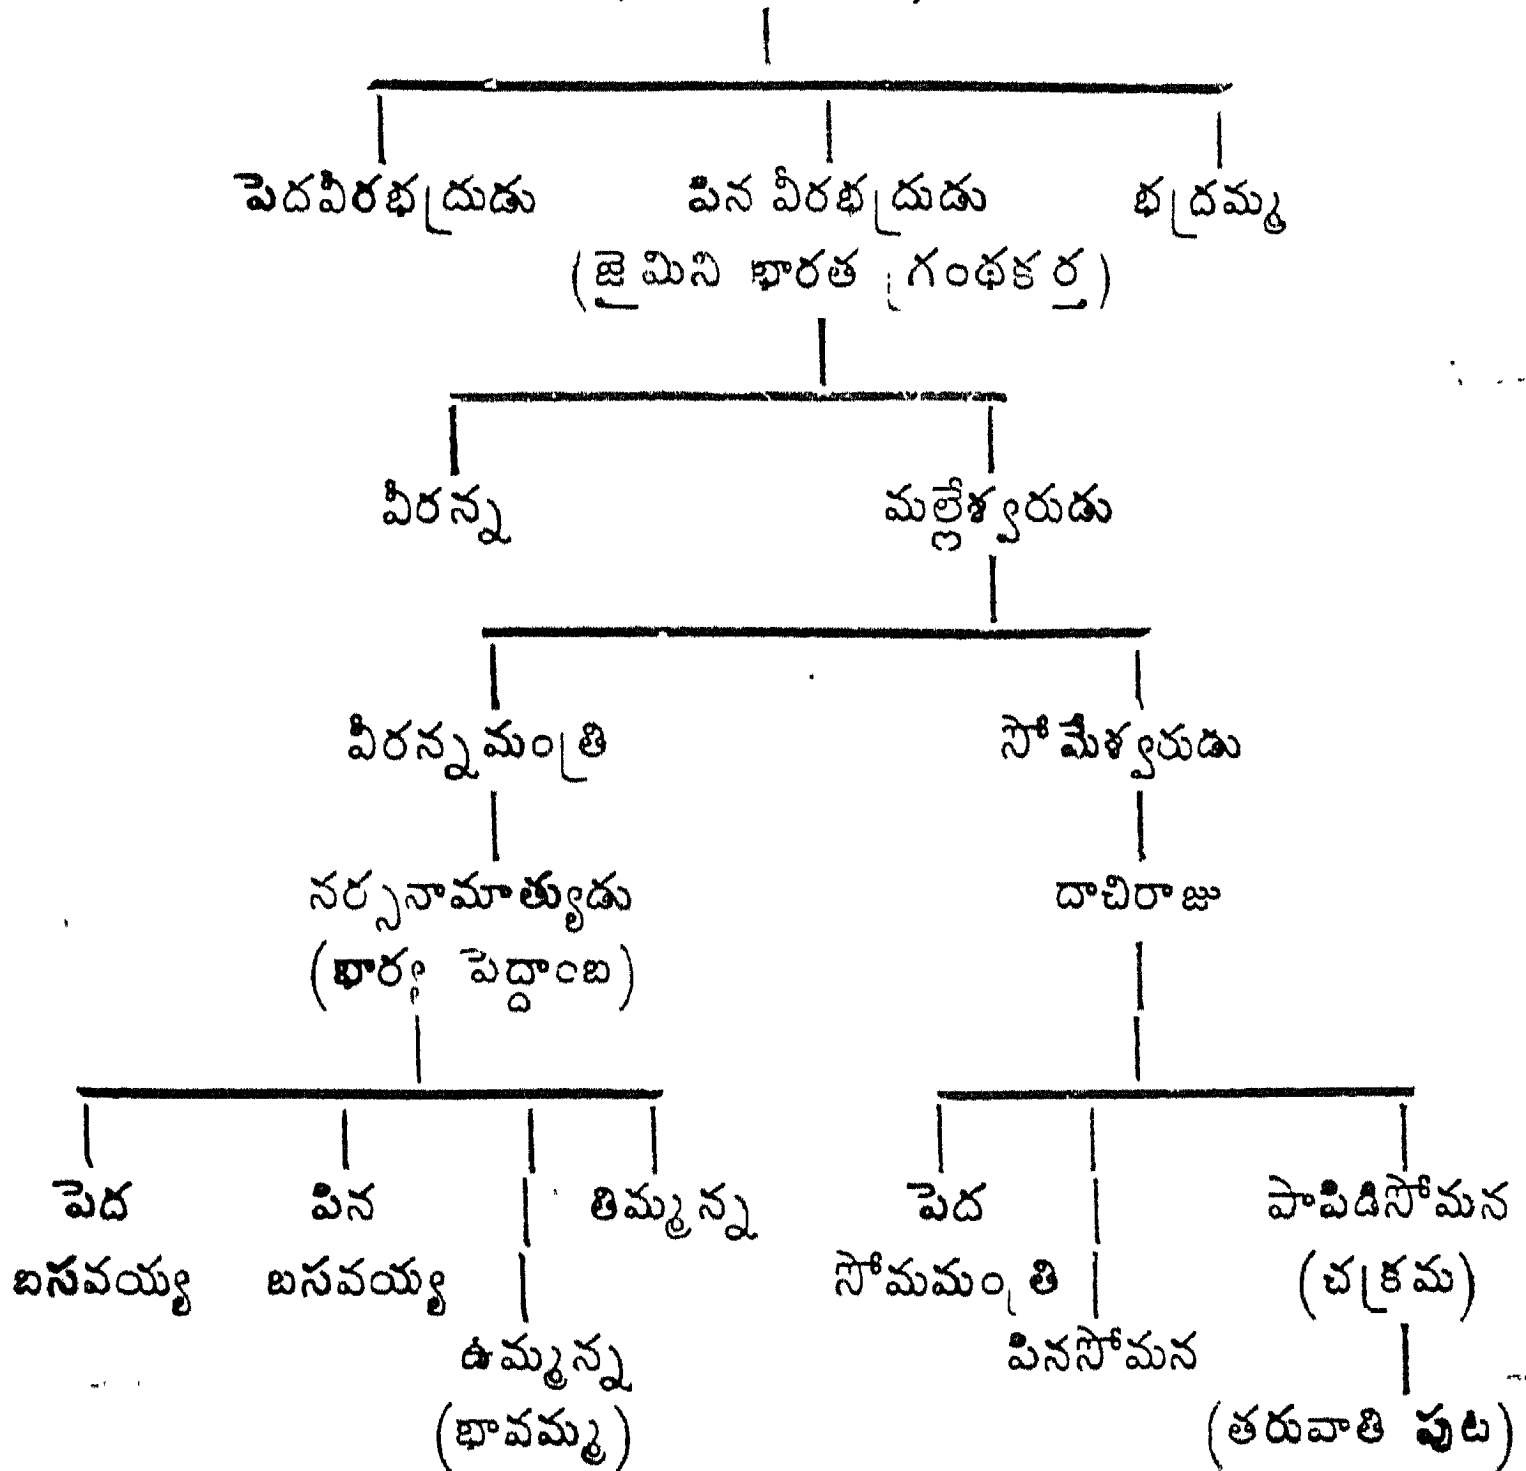 పెదవీరభద్రుడు పిన వీరభద్రుడు భద్రమ్మ
(జైమిని భారత గ్రంథకర్త)
వీరన్న మల్లేశ్వరుడు
వీరన్నమంత్రి సోమేశ్వరుడు
నర్సనామాత్యుడు దాచిరాజు
(భార్య పెద్దాంబ)
పెద పిన తిమ్మన్న పెద పాపిడిసోమన
బసవయ్య బసవయ్య సోమమంత్రి (చక్రమ)
ఉమ్మన్న పినసోమన
(భావమ్మ) (తరువాతి పుట)